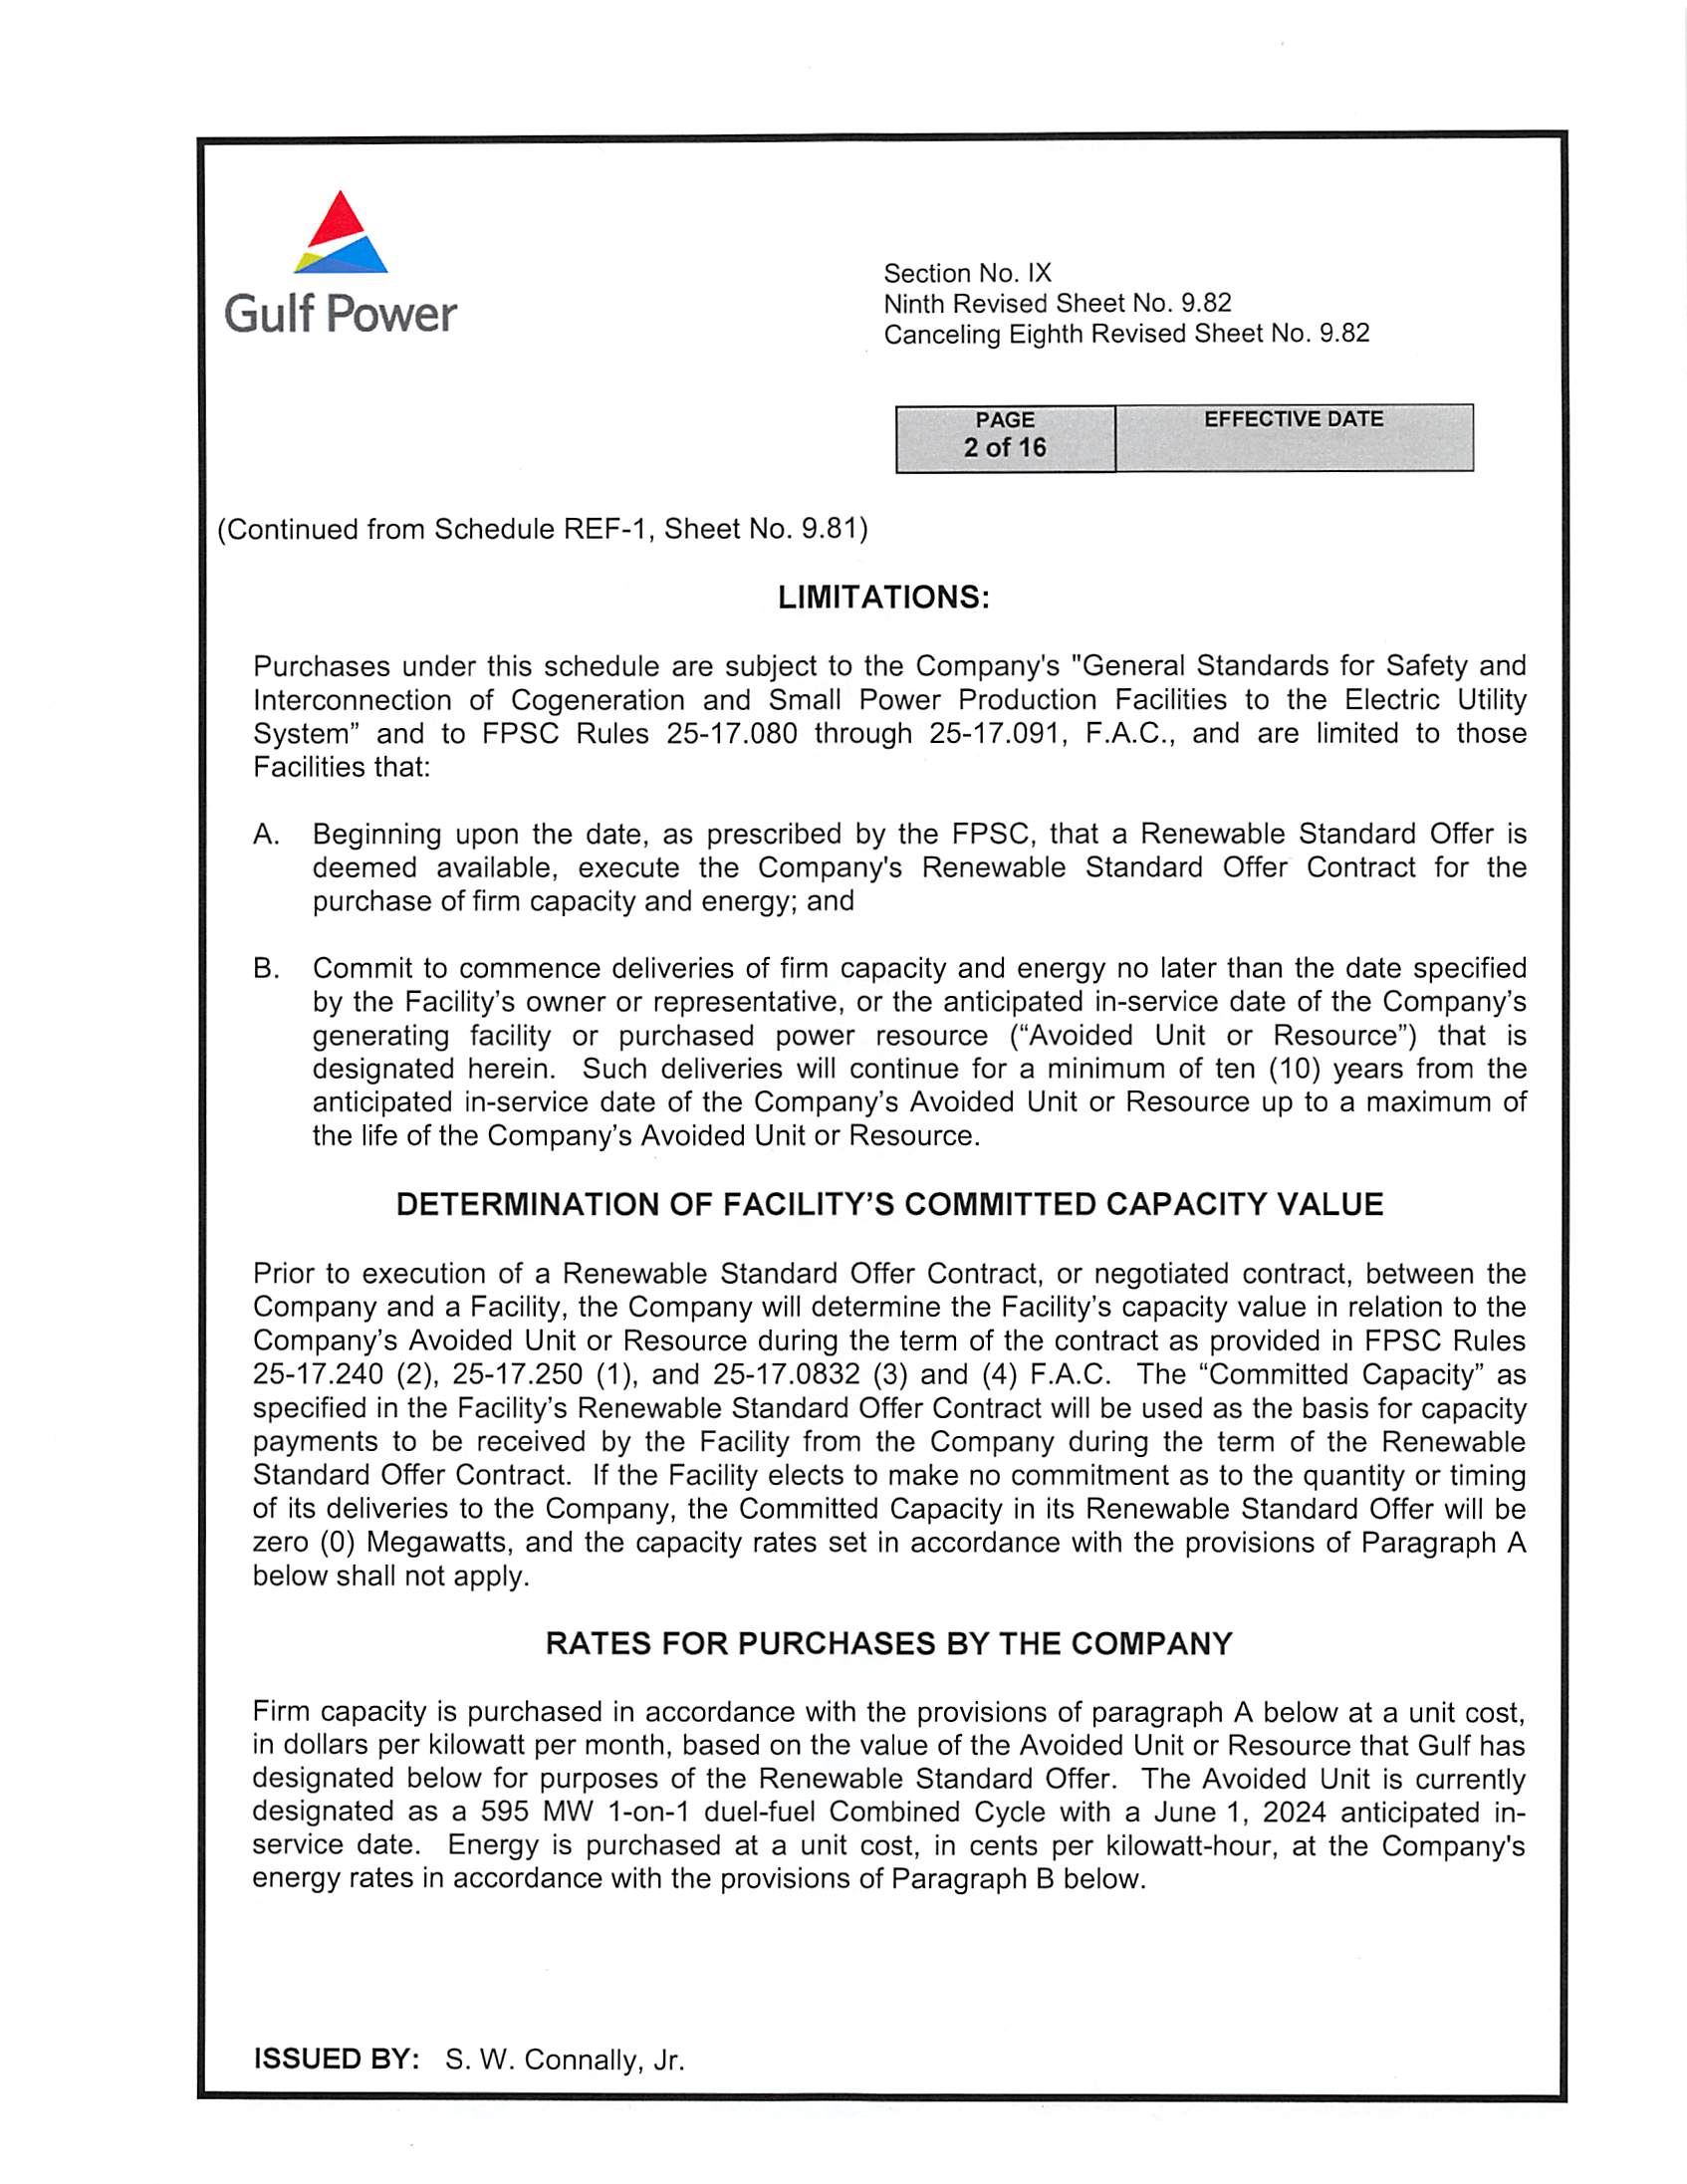 Gulf Power
Section No. IX
Ninth Revised Sheet No. 9.82
Canceling Eighth Revised Sheet No. 9.82
PAGE
2 of 16
EFFECTIVE DATE
(Continued from Schedule REF-1, Sheet No. 9.81)
LIMITATIONS:
Purchases under this schedule are subject to the Company's "General Standards for Safety and
Interconnection of Cogeneration and Small Power Production Facilities to the Electric Utility
System” and to FPSC Rules 25-17.080 through 25-17.091, F.A.C., and are limited to those
Facilities that:
A. Beginning upon the date, as prescribed by the FPSC, that a Renewable Standard Offer is
deemed available, execute the Company's Renewable Standard Offer Contract for the
purchase of firm capacity and energy; and
B. Commit to commence deliveries of firm capacity and energy no later than the date specified
by the Facility’s owner or representative, or the anticipated in-service date of the Company’s
generating facility or purchased power resource (“Avoided Unit or Resource”) that is
designated herein. Such deliveries will continue for a minimum of ten (10) years from the
anticipated in-service date of the Company’s Avoided Unit or Resource up to a maximum of
the life of the Company’s Avoided Unit or Resource.
DETERMINATION OF FACILITY’S COMMITTED CAPACITY VALUE
Prior to execution of a Renewable Standard Offer Contract, or negotiated contract, between the
Company and a Facility, the Company will determine the Facility’s capacity value in relation to the
Company’s Avoided Unit or Resource during the term of the contract as provided in FPSC Rules
25-17.240 (2), 25-17.250 (1), and 25-17.0832 (3) and (4) F.A.C. The “Committed Capacity” as
specified in the Facility’s Renewable Standard Offer Contract will be used as the basis for capacity
payments to be received by the Facility from the Company during the term of the Renewable
Standard Offer Contract. If the Facility elects to make no commitment as to the quantity or timing
of its deliveries to the Company, the Committed Capacity in its Renewable Standard Offer will be
zero (0) Megawatts, and the capacity rates set in accordance with the provisions of Paragraph A
below shall not apply.
RATES FOR PURCHASES BY THE COMPANY
Firm capacity is purchased in accordance with the provisions of paragraph A below at a unit cost,
in dollars per kilowatt per month, based on the value of the Avoided Unit or Resource that Gulf has
designated below for purposes of the Renewable Standard Offer. The Avoided Unit is currently
designated as a 595 MW 1-on-1 duel-fuel Combined Cycle with a June 1, 2024 anticipated in-
service date. Energy is purchased at a unit cost, in cents per kilowatt-hour, at the Company's
energy rates in accordance with the provisions of Paragraph B below.
ISSUED BY: S. W. Connally, Jr.